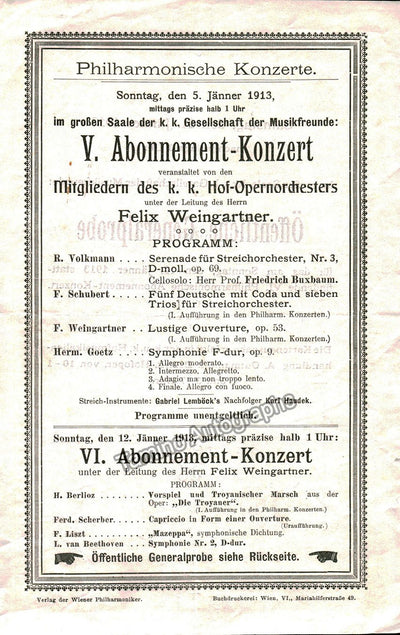 Philharmonische Konzerte.
Sonntag, den 5. Jänner 1913,
mittags präzise halb 1 Uhr
im großen Saale der k. k. Gesellschaft der Musikfreunde:
V. Abonnement-Konzert
veranstaltet von den
Mitgliedern des k. k. Hof-Opernorchesters
unter der Leitung des Herrn
Felix Weingartner.
PROGRAMM:
R. Volkmann . . . . Serenade für Streichorchester, Nr. 3,
D-moll, op. 69.
Cellosolo: Herr Prof. Friedrich Buxbaum.
F. Schubert . . . . . Fünf Deutsche mit Coda und sieben
Trios für Streichorchester.
(I. Aufführung in den Philharm. Konzerten.)
F. Weingartner . . Lustige Ouverture, op. 53.
(I. Aufführung in den Philharm. Konzerten.)
Herm. Goetz . . . . Symphonie F-dur, op. 9.
1. Allegro moderato.
2. Intermezzo. Allegretto.
3. Adagio ma non troppo lento.
4. Finale. Allegro con fuoco.
Streich-Instrumente: Gabriel Lemböck's Nachfolger Karl Haudek.
Programme unentgeltlich.
Sonntag, den 12. Jänner 1913, mittags präzise halb 1 Uhr:
VI. Abonnement-Konzert
unter der Leitung des Herrn Felix Weingartner.
PROGRAMM:
H. Berlioz . . . . . . . Vorspiel und Troyanischer Marsch aus der
Oper: „Die Troyaner".
(I. Aufführung in den Philharm. Konzerten.)
Ferd. Scherber. . . . . Capriccio in Form einer Ouverture.
(Uraufführung.)
F. Liszt . . . . . . . „Mazeppa", symphonische Dichtung.
L. van Beethoven . . Symphonie Nr. 2, D-dur.
Öffentliche Generalprobe siehe Rückseite.
Verlag der Wiener Philharmoniker. Buchdruckerei: Wien, VI., Mariahilferstraße 49.
Tamino Autographs